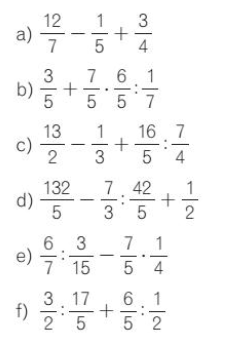 a) 12/7 − 1/5 + 3/4
b) 3/5 + 7/5 · 6/5 : 1/7
c) 13/2 − 1/3 + 16/5 : 7/4
d) 132/5 − 7/3 : 42/5 + 1/2
e) 6/7 : 3/15 − 7/5 · 1/4
f) 3/2 : 17/5 + 6/5 : 1/2